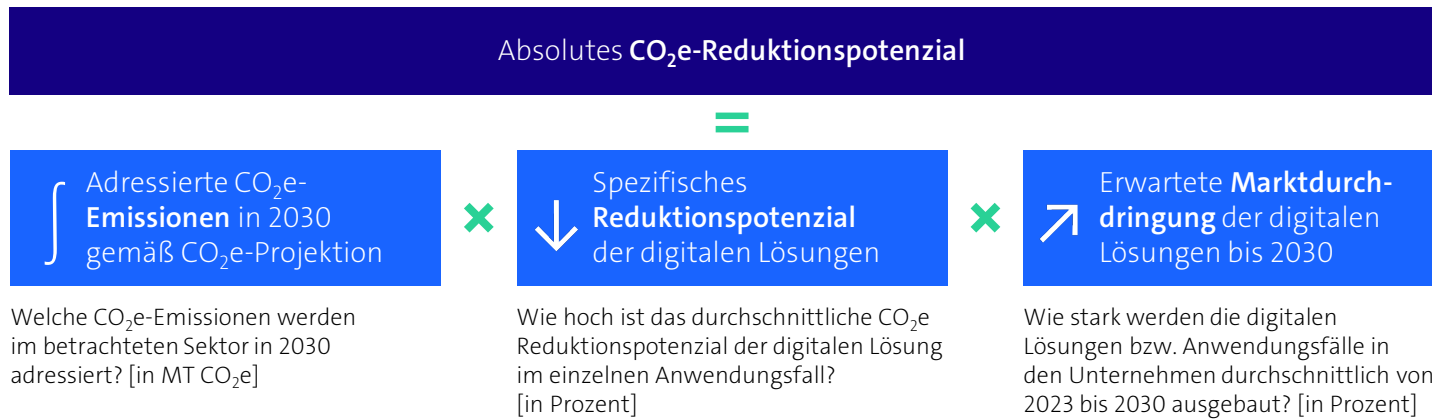 Absolutes CO₂e-Reduktionspotenzial
=
Adressierte CO₂e-
Emissionen in 2030
gemäß CO₂e-Projektion
×
Spezifisches
Reduktionspotenzial
der digitalen Lösungen
×
Erwartete Marktdurch-
dringung der digitalen
Lösungen bis 2030
Welche CO₂e-Emissionen werden
im betrachteten Sektor in 2030
adressiert? [in MT CO₂e]
Wie hoch ist das durchschnittliche CO₂e
Reduktionspotenzial der digitalen Lösung
im einzelnen Anwendungsfall?
[in Prozent]
Wie stark werden die digitalen
Lösungen bzw. Anwendungsfälle in
den Unternehmen durchschnittlich von
2023 bis 2030 ausgebaut? [in Prozent]